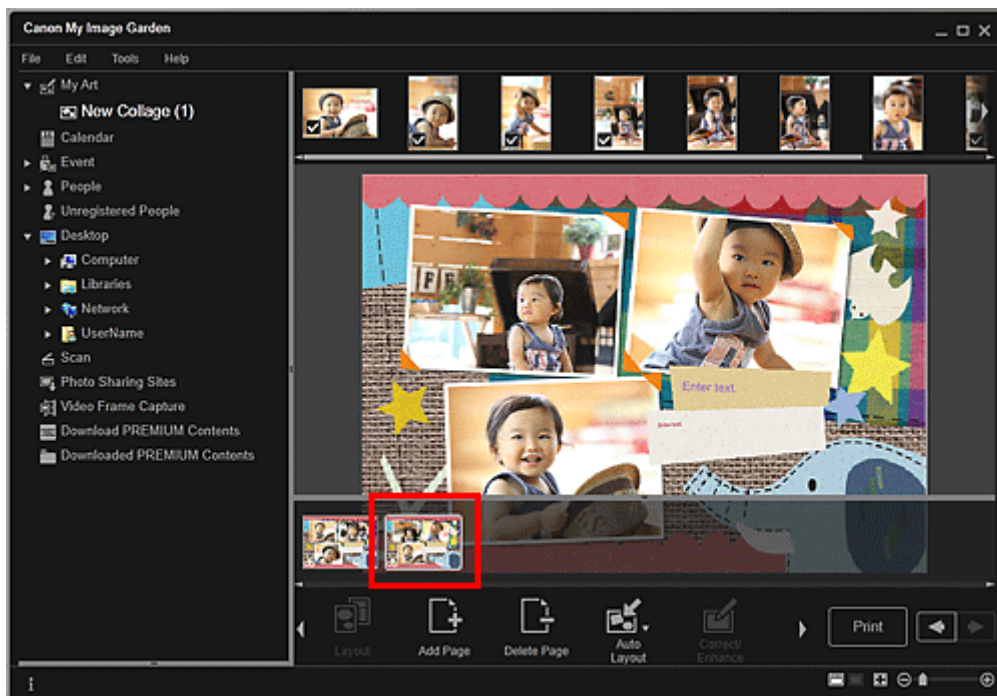 Canon My Image Garden
File Edit Tools Help
My Art
New Collage (1)
Calendar
Event
People
Unregistered People
Desktop
Computer
Libraries
Network
UserName
Scan
Photo Sharing Sites
Video Frame Capture
Download PREMIUM Contents
Downloaded PREMIUM Contents
Enter text.
Enter text.
Layout
Add Page
Delete Page
Auto
Layout
Correct/
Enhance
Print